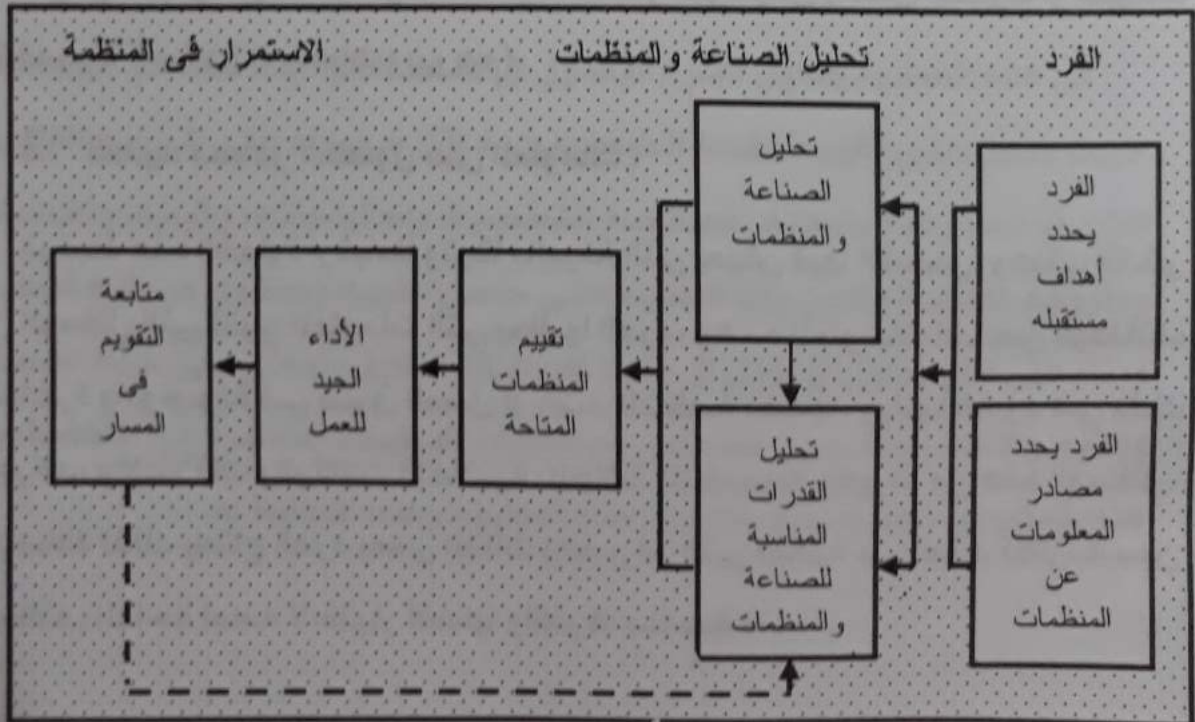 الفرد
تحليل الصناعة والمنظمات
الاستمرار فى المنظمة
الفرد
يحدد
أهداف
مستقبله
الفرد يحدد
مصادر
المعلومات
عن
المنظمات
تحليل
الصناعة
والمنظمات
تحليل
القدرات
المناسبة
للصناعة
والمنظمات
تقييم
المنظمات
المتاحة
الأداء
الجيد
للعمل
متابعة
التقويم
فى
المسار